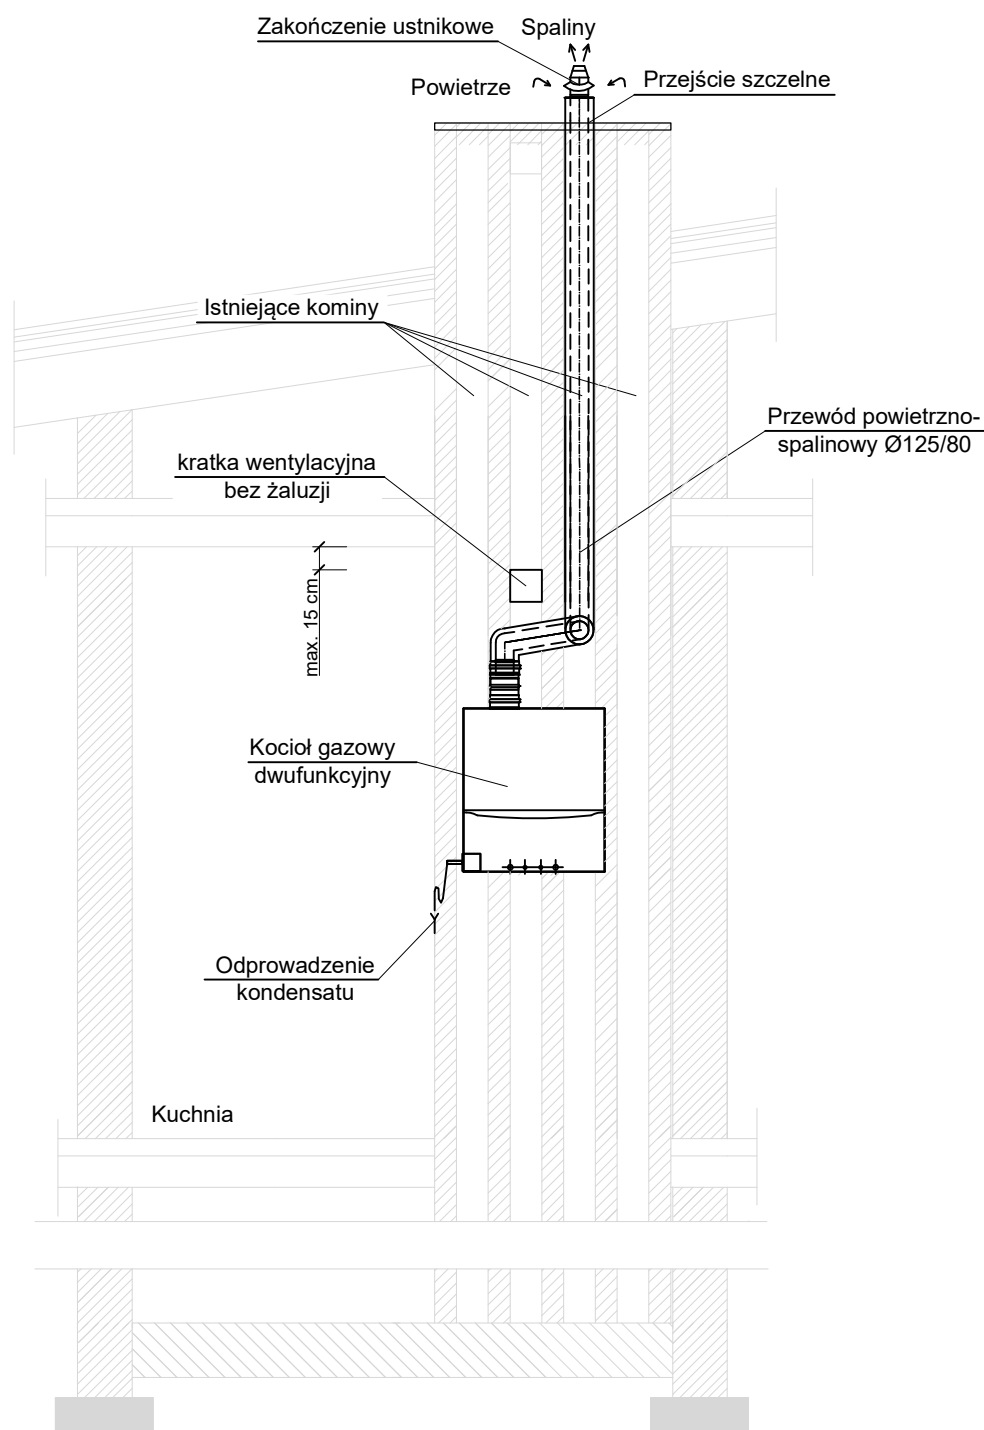 Zakończenie ustnikowe
Spaliny
Powietrze
Przejście szczelne
Istniejące kominy
Przewód powietrzno-
spalinowy Ø125/80
kratka wentylacyjna
bez żaluzji
max. 15 cm
Kocioł gazowy
dwufunkcyjny
Odprowadzenie
kondensatu
Kuchnia